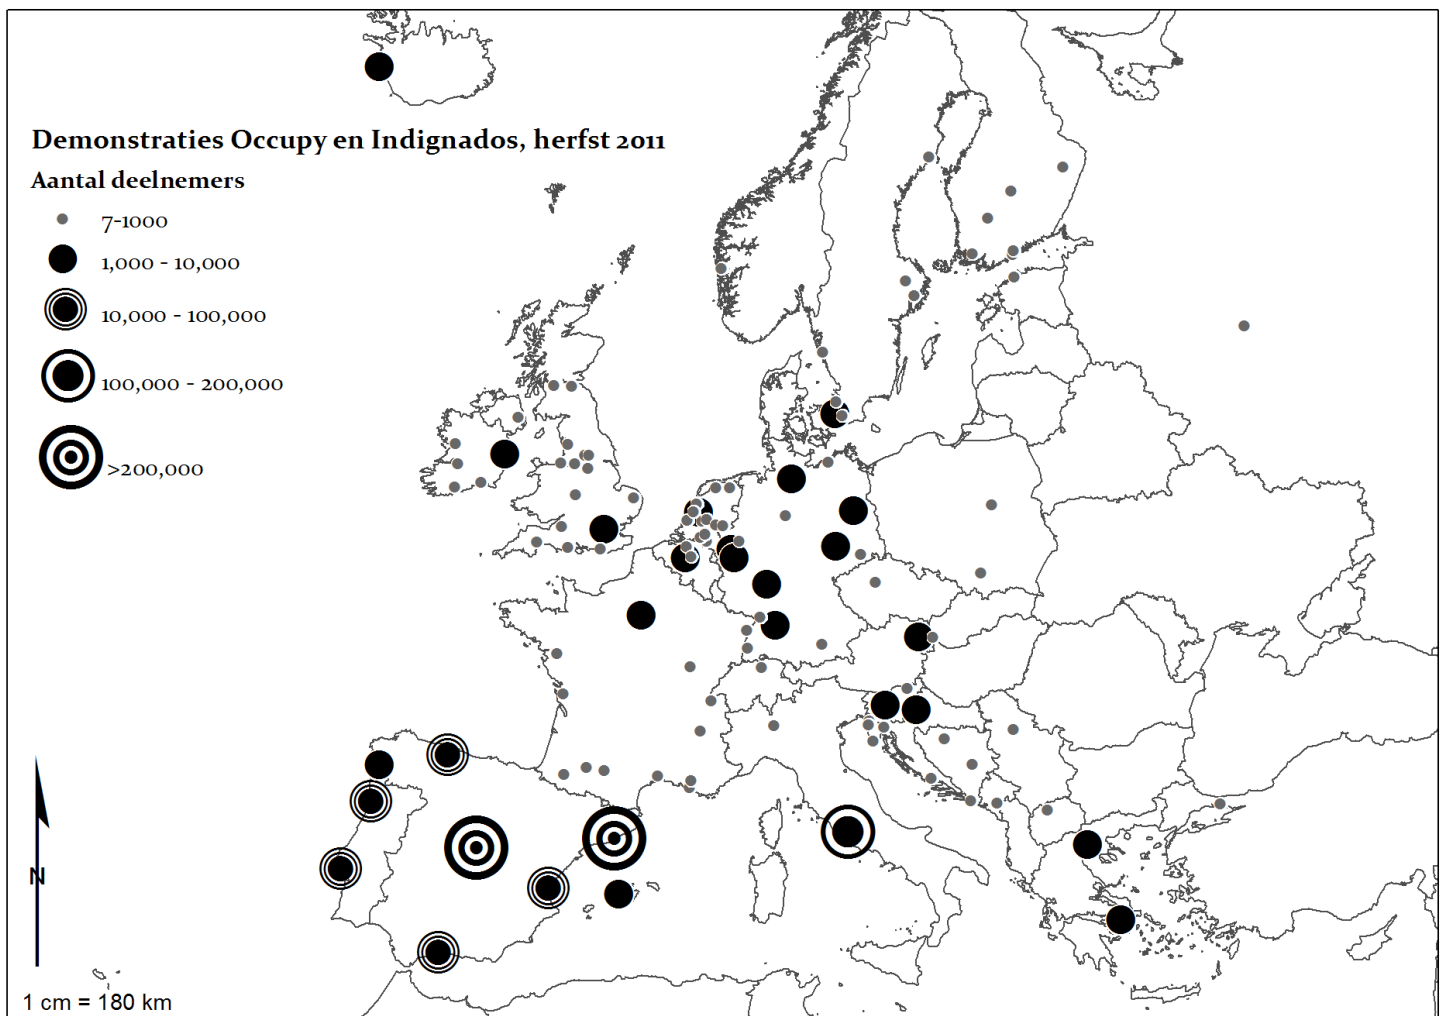 Demonstraties Occupy en Indignados, herfst 2011
Aantal deelnemers
7-1000
1,000 - 10,000
10,000 - 100,000
100,000 - 200,000
>200,000
N
1 cm = 180 km